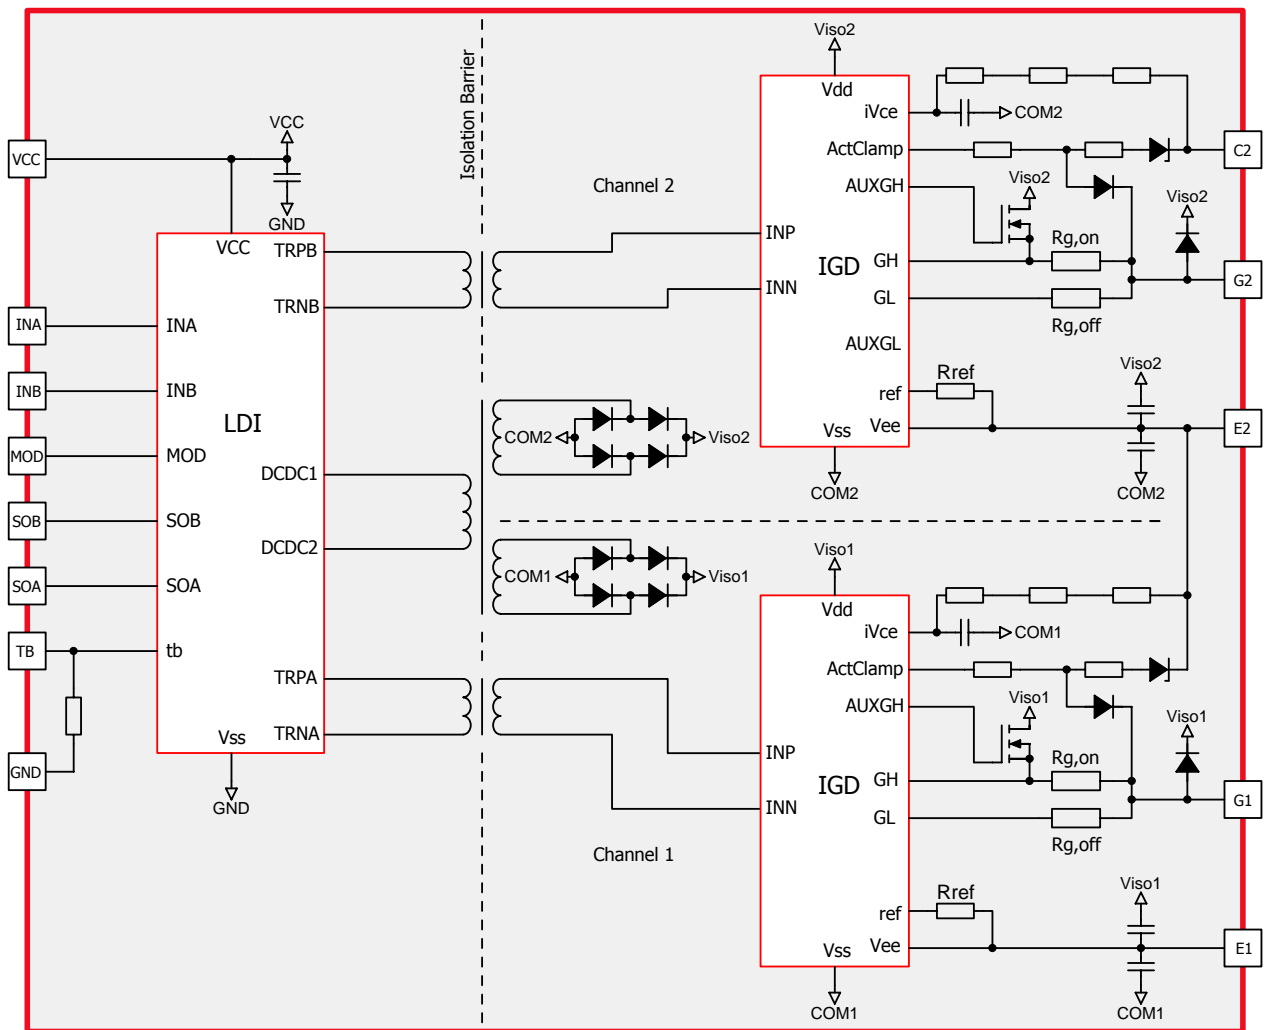 Isolation Barrier
VCC
INA
INB
MOD
SOB
SOA
TB
GND
VCC
GND
VCC
TRPB
TRNB
INA
INB
LDI
MOD
DCDC1
SOB
DCDC2
SOA
tb
TRPA
TRNA
Vss
GND
Channel 2
COM2
Viso2
COM1
Viso1
Channel 1
Viso2
Vdd
iVce
COM2
ActClamp
AUXGH
Viso2
Viso2
INP
GH
Rg,on
IGD
INN
GL
Rg,off
AUXGL
Rref
Viso2
ref
Vss
Vee
COM2
COM2
C2
G2
E2
Viso1
Vdd
iVce
COM1
ActClamp
AUXGH
Viso1
Viso1
INP
GH
Rg,on
IGD
INN
GL
Rg,off
Rref
Viso1
ref
Vss
Vee
COM1
COM1
G1
E1